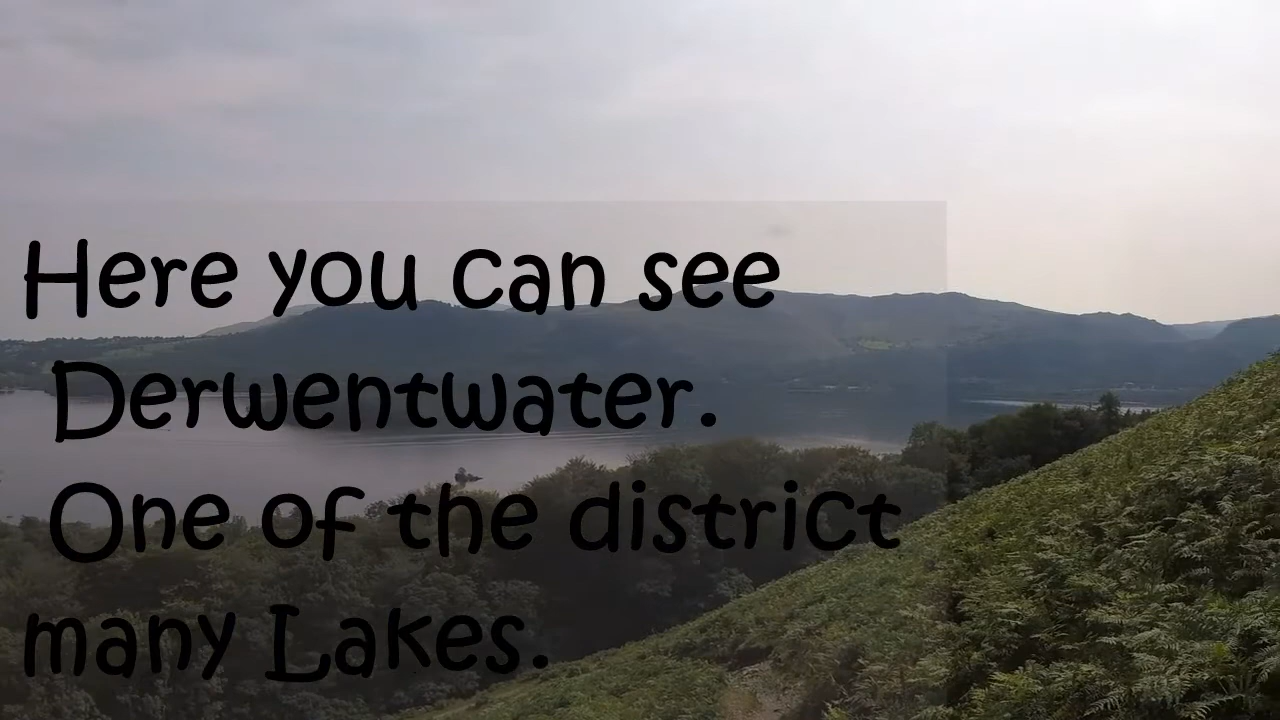 Here you can see
Derwentwater.
One of the district
many Lakes.